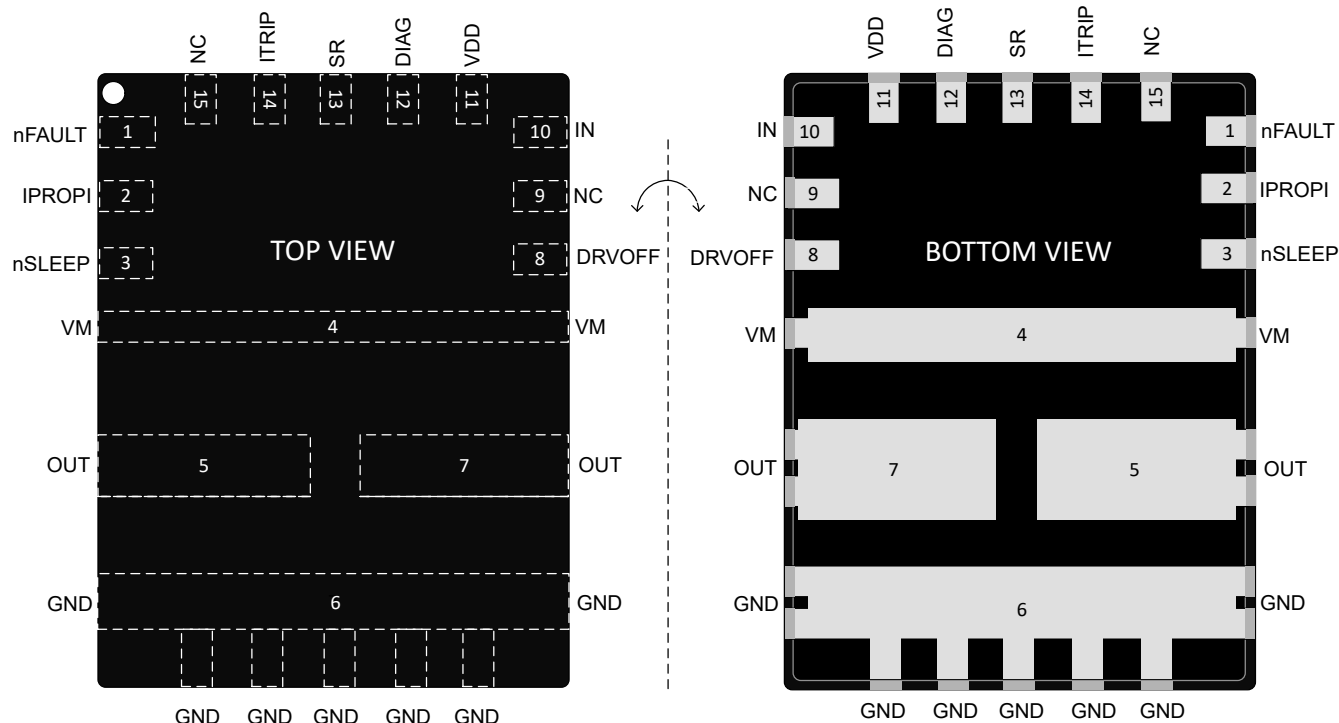 NC ITRIP SR DIAG VDD
15 14 13 12 11
nFAULT 1 10 IN
IPROPI 2 9 NC
nSLEEP 3 8 DRVOFF
TOP VIEW
VM 4 VM
OUT 5 7 OUT
GND 6 GND
GND GND GND GND GND
VDD DIAG SR ITRIP NC
11 12 13 14 15
IN 10 1 nFAULT
NC 9 2 IPROPI
DRVOFF 8 3 nSLEEP
BOTTOM VIEW
VM 4 VM
OUT 7 5 OUT
GND 6 GND
GND GND GND GND GND